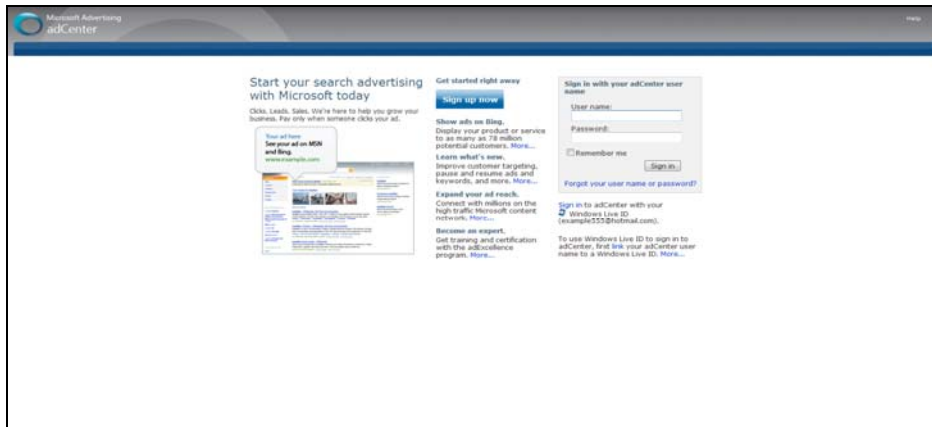 Microsoft Advertising
adCenter
Help
Start your search advertising
with Microsoft today
Clicks, Leads, Sales. We're here to help you grow your
business. Pay only when someone clicks your ad.
Your ad here
See your ad on MSN
and Bing.
www.example.com
Get started right away
Sign up now
Show ads on Bing.
Display your product or service
to as many as 78 million
potential customers. More...
Learn what's new.
Improve customer targeting,
pause and resume ads and
keywords, and more. More...
Expand your ad reach.
Connect with millions on the
high traffic Microsoft content
network. More...
Become an expert.
Get training and certification
with the adExcellence
program. More...
Sign in with your adCenter user
name
User name:
Password:
Remember me
Sign in
Forgot your user name or password?
Sign in to adCenter with your
Windows Live ID
(example555@hotmail.com).
To use Windows Live ID to sign in to
adCenter, first link your adCenter user
name to a Windows Live ID. More...